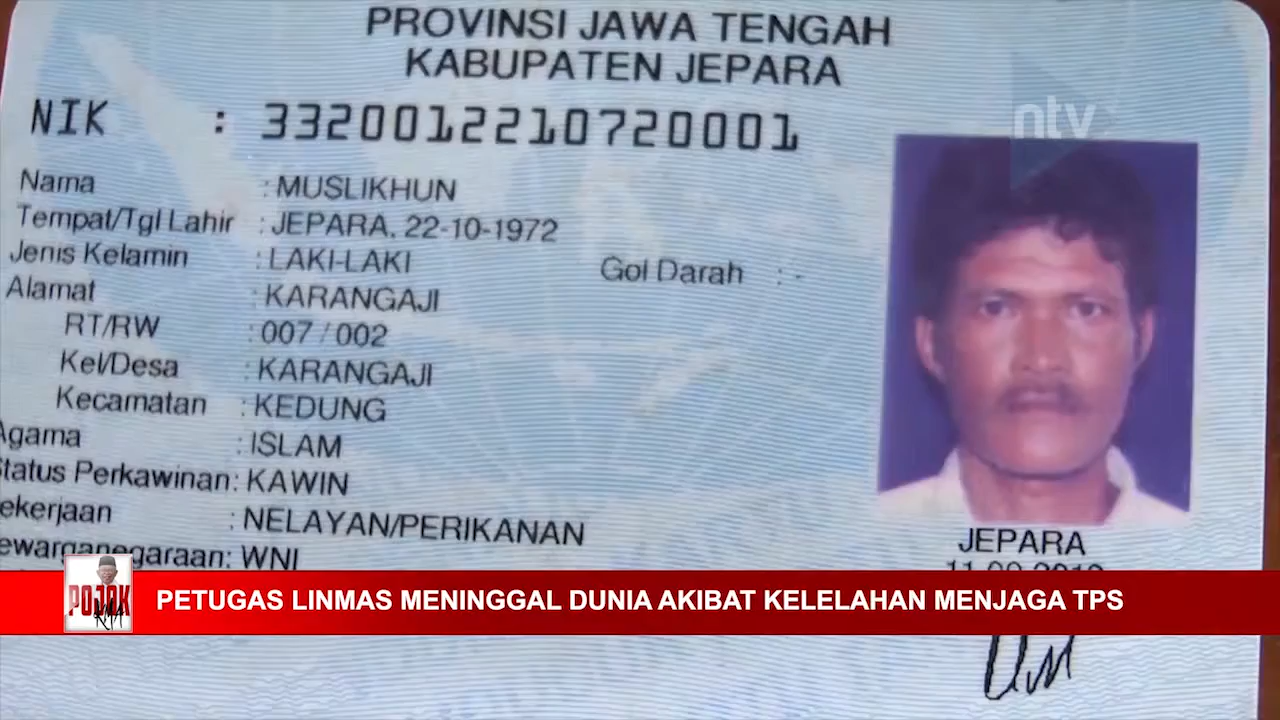 PROVINSI JAWA TENGAH
KABUPATEN JEPARA
NIK : 3320012210720001
ntv
Nama : MUSLIKHUN
Tempat/Tgl Lahir : JEPARA, 22-10-1972
Jenis Kelamin : LAKI-LAKI Gol Darah : -
Alamat : KARANGAJI
RT/RW : 007 / 002
Kel/Desa : KARANGAJI
Kecamatan : KEDUNG
Agama : ISLAM
Status Perkawinan: KAWIN
ekerjaan : NELAYAN/PERIKANAN
ewarganegaraan: WNI
JEPARA
POJOK
KITA
PETUGAS LINMAS MENINGGAL DUNIA AKIBAT KELELAHAN MENJAGA TPS